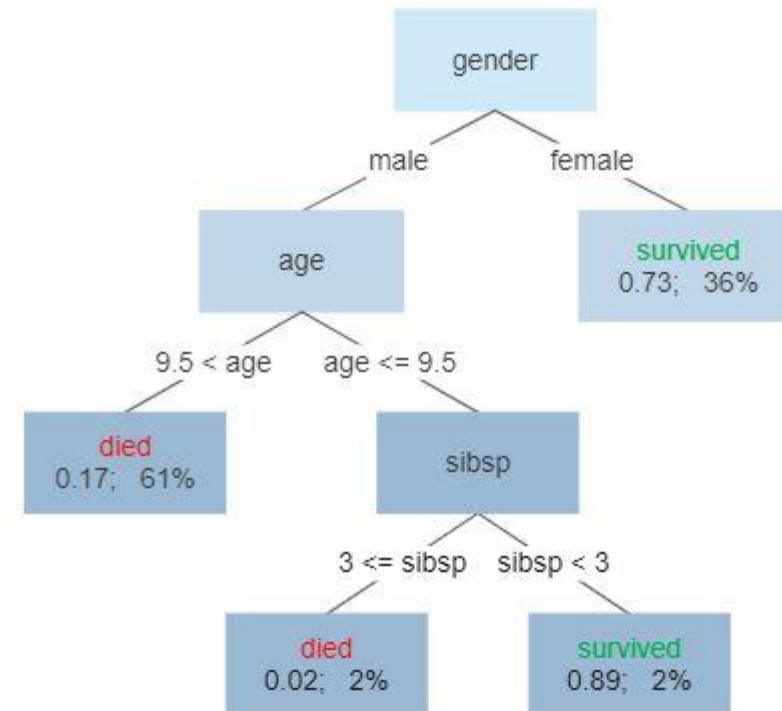 gender
male
female
age
survived
0.73; 36%
9.5 < age
age <= 9.5
died
0.17; 61%
sibsp
3 <= sibsp
sibsp < 3
died
0.02; 2%
survived
0.89; 2%